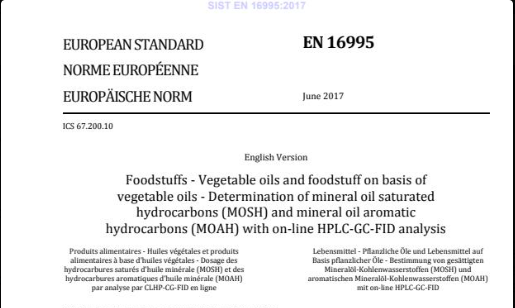 SIST EN 16995:2017
EUROPEAN STANDARD
NORME EUROPÉENNE
EUROPÄISCHE NORM
EN 16995
June 2017
ICS 67.200.10
English Version
Foodstuffs - Vegetable oils and foodstuff on basis of
vegetable oils - Determination of mineral oil saturated
hydrocarbons (MOSH) and mineral oil aromatic
hydrocarbons (MOAH) with on-line HPLC-GC-FID analysis
Produits alimentaires - Huiles végétales et produits
alimentaires à base d'huiles végétales - Dosage des
hydrocarbures saturés d'huile minérale (MOSH) et des
hydrocarbures aromatiques d'huile minérale (MOAH)
par analyse par CLHP-CG-FID en ligne
Lebensmittel - Pflanzliche Öle und Lebensmittel auf
Basis pflanzlicher Öle - Bestimmung von gesättigten
Mineralöl-Kohlenwasserstoffen (MOSH) und
aromatischen Mineralöl-Kohlenwasserstoffen (MOAH)
mit on-line HPLC-GC-FID